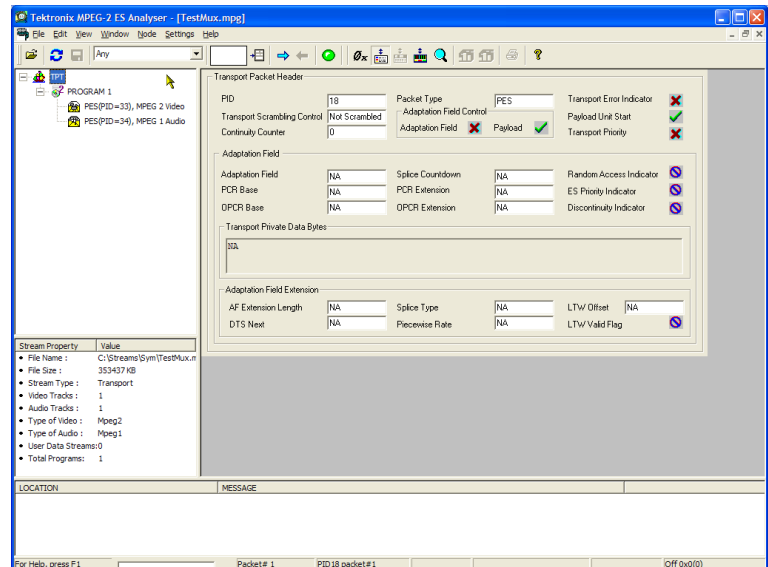 Tektronix MPEG-2 ES Analyser - [TestMux.mpg]
File Edit View Window Node Settings Help
Any
0x
TPT
PROGRAM 1
PES(PID=33), MPEG 2 Video
PES(PID=34), MPEG 1 Audio
Transport Packet Header
PID 18 Packet Type PES Transport Error Indicator
Transport Scrambling Control Not Scrambled Adaptation Field Control Payload Unit Start
Continuity Counter 0 Adaptation Field Payload Transport Priority
Adaptation Field
Adaptation Field NA Splice Countdown NA Random Access Indicator
PCR Base NA PCR Extension NA ES Priority Indicator
OPCR Base NA OPCR Extension NA Discontinuity Indicator
Transport Private Data Bytes
NA
Adaptation Field Extension
AF Extension Length NA Splice Type NA LTW Offset NA
DTS Next NA Piecewise Rate NA LTW Valid Flag
Stream Property Value
File Name : C:\Streams\Sym\TestMux.m
File Size : 353437 KB
Stream Type : Transport
Video Tracks : 1
Audio Tracks : 1
Type of Video : Mpeg2
Type of Audio : Mpeg1
User Data Streams:0
Total Programs: 1
LOCATION MESSAGE
For Help, press F1 Packet# 1 PID18 packet#1 Off 0x0(0)